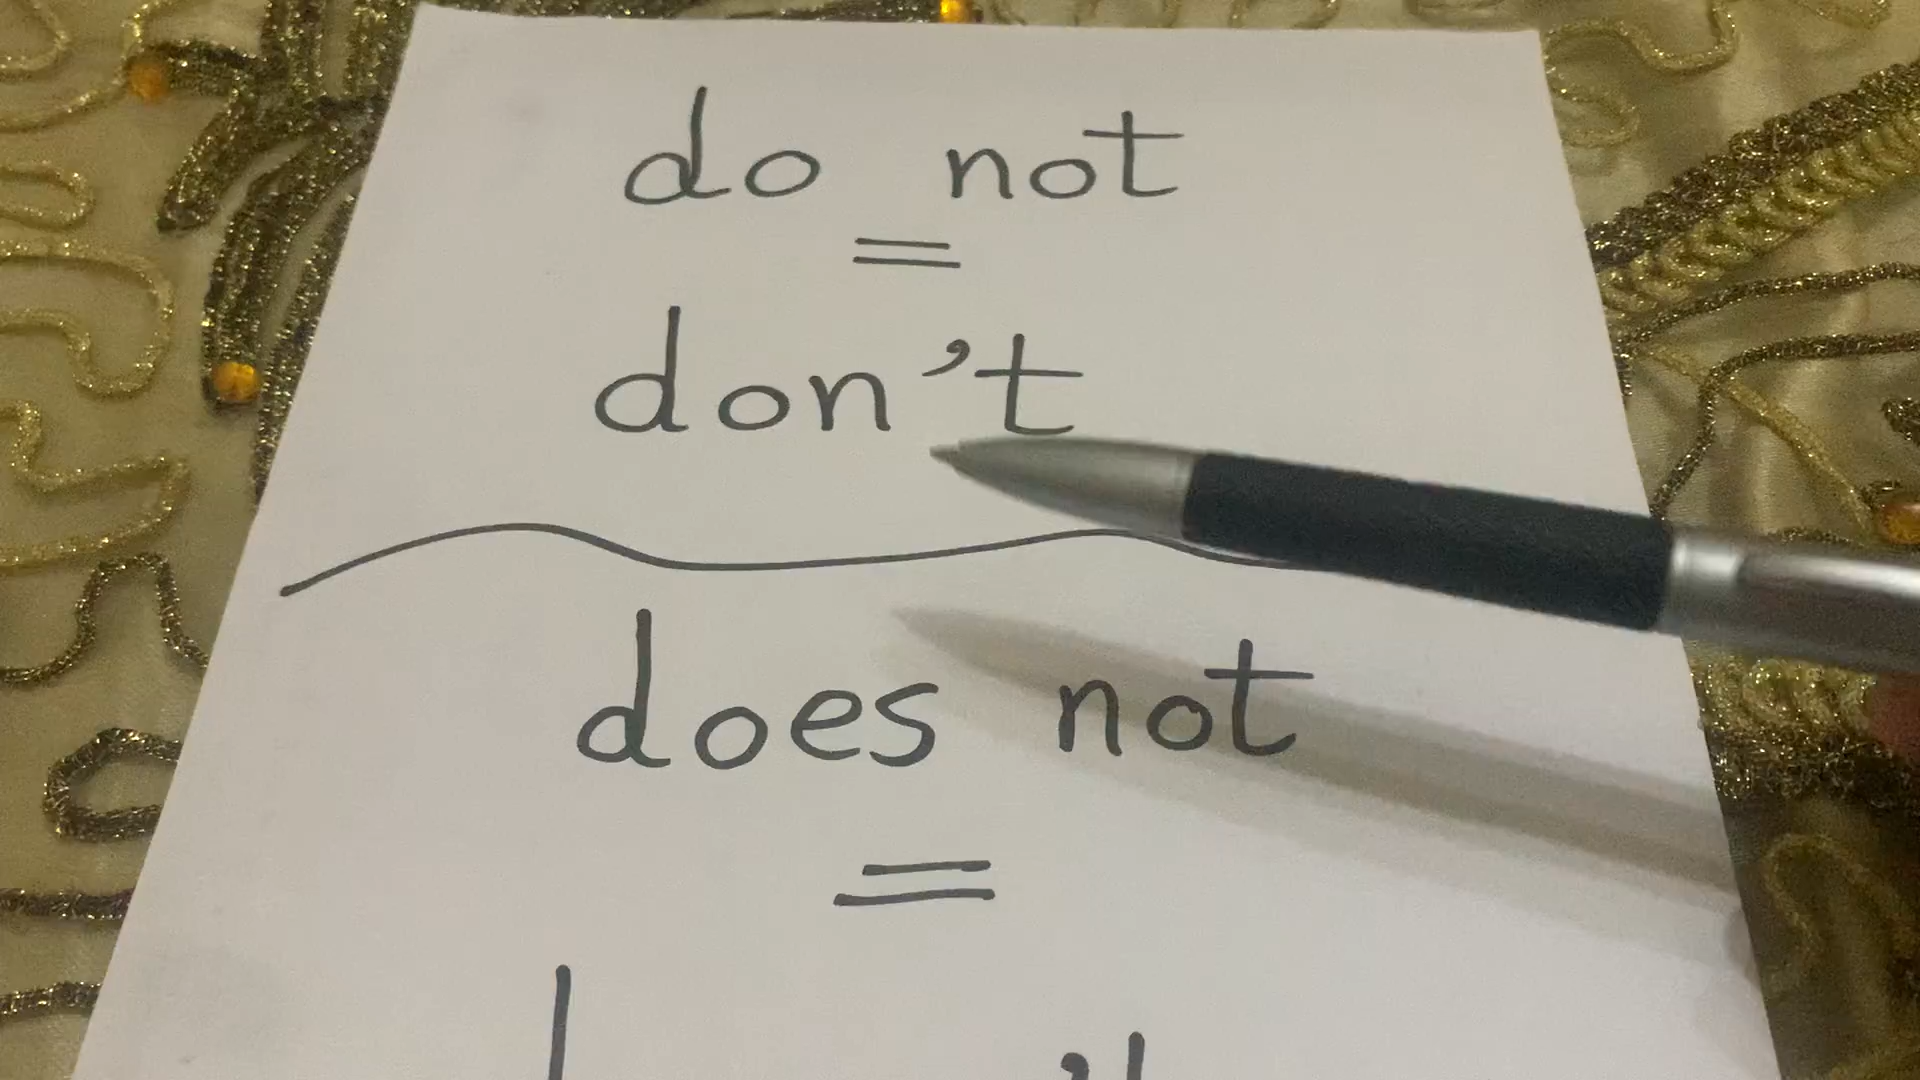 do not
=
don't
does not
=